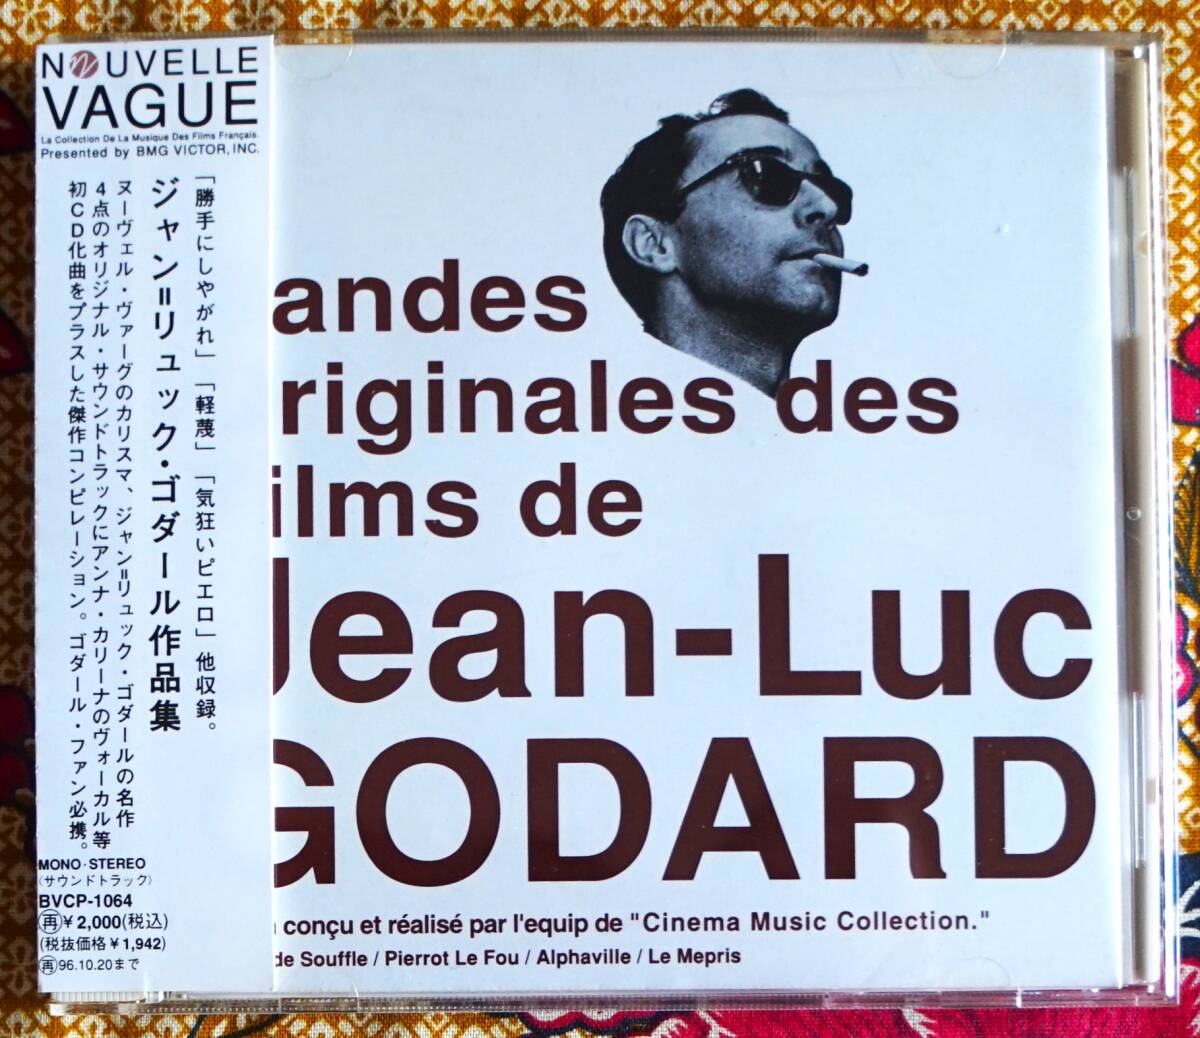 NOUVELLE
VAGUE
La Collection De La Musique Des Films Français.
Presented by BMG VICTOR, INC.
「勝手にしやがれ」「軽蔑」「気狂いピエロ」他収録。
ジャン=リュック・ゴダール作品集
ヌーヴェル・ヴァーグのカリスマ、ジャン=リュック・ゴダールの名作
4点のオリジナル・サウンドトラックにアンナ・カリーナのヴォーカル等
初CD化曲をプラスした傑作コンピレーション。ゴダール・ファン必携。
MONO・STEREO
(サウンドトラック)
BVCP-1064
再¥2,000(税込)
(税抜価格¥1,942)
再96.10.20まで
andes
riginales des
ilms de
Jean-Luc
GODARD
conçu et réalisé par l'equip de "Cinema Music Collection."
de Souffle / Pierrot Le Fou / Alphaville / Le Mepris